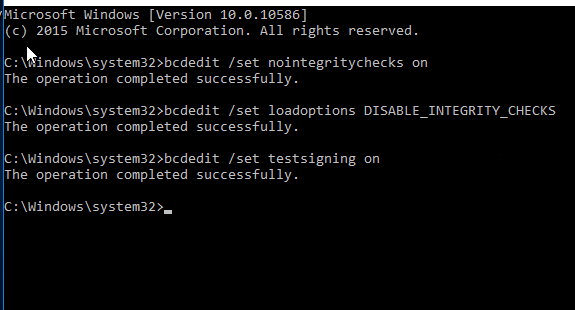 Microsoft Windows [Version 10.0.10586]
(c) 2015 Microsoft Corporation. All rights reserved.
C:\Windows\system32>bcdedit /set nointegritychecks on
The operation completed successfully.
C:\Windows\system32>bcdedit /set loadoptions DISABLE_INTEGRITY_CHECKS
The operation completed successfully.
C:\Windows\system32>bcdedit /set testsigning on
The operation completed successfully.
C:\Windows\system32>